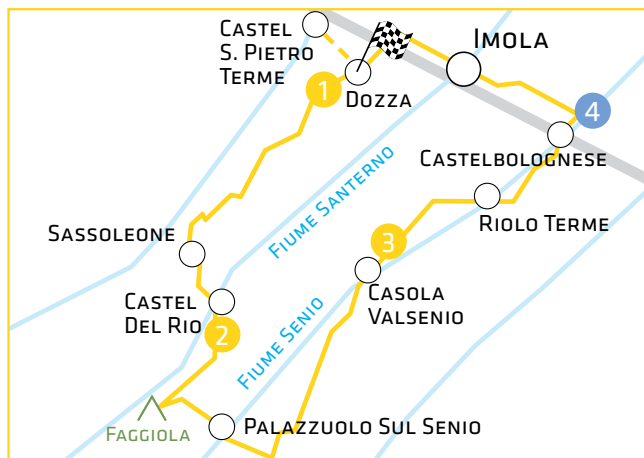 CASTEL
S. PIETRO
TERME
IMOLA
1
DOZZA
4
CASTELBOLOGNESE
FIUME SANTERNO
RIOLO TERME
SASSOLEONE
3
CASOLA
VALSENIO
CASTEL
DEL RIO
2
FIUME SENIO
FAGGIOLA
PALAZZUOLO SUL SENIO